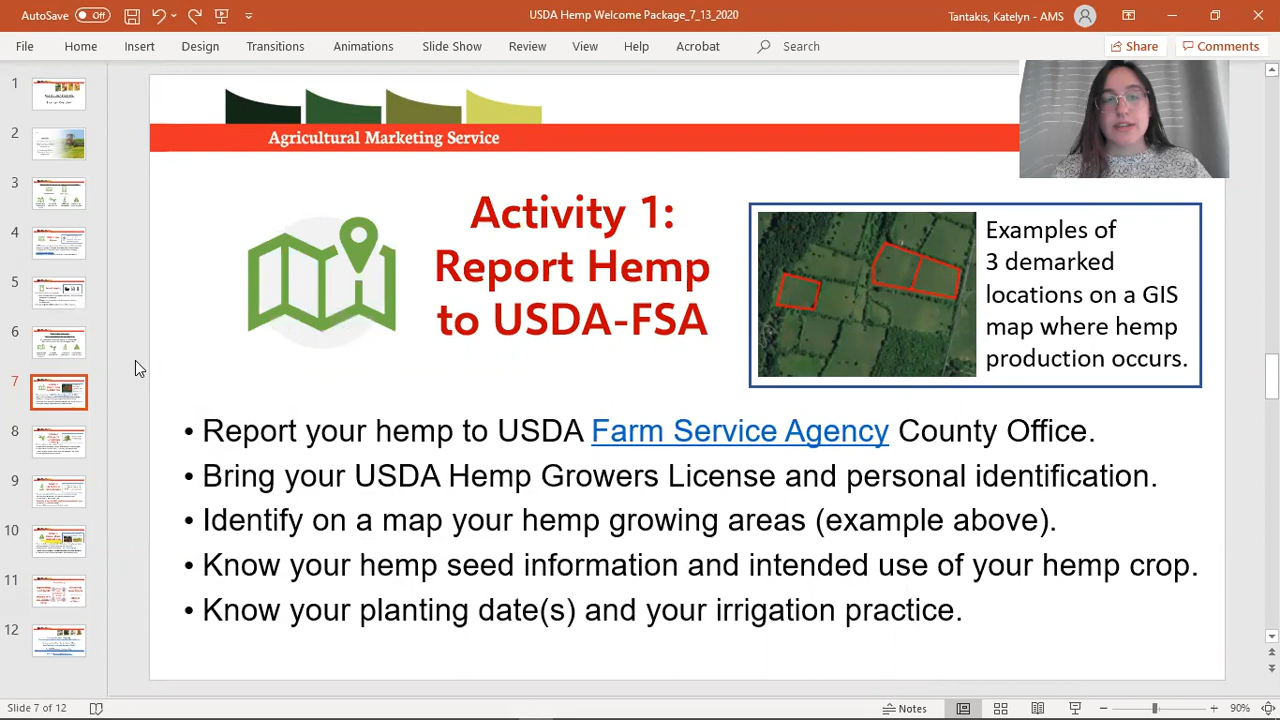 AutoSave Off
USDA Hemp Welcome Package_7_13_2020
Tantakis, Katelyn - AMS
File Home Insert Design Transitions Animations Slide Show Review View Help Acrobat Search Share Comments
1
2
3
4
5
6
7
8
9
10
11
12
Agricultural Marketing Service
Activity 1:
Report Hemp
to USDA-FSA
Examples of
3 demarked
locations on a GIS
map where hemp
production occurs.
• Report your hemp to USDA Farm Service Agency County Office.
• Bring your USDA Hemp Growers License and personal identification.
• Identify on a map your hemp growing areas (example above).
• Know your hemp seed information and intended use of your hemp crop.
• Know your planting date(s) and your irrigation practice.
Slide 7 of 12
Notes
90%